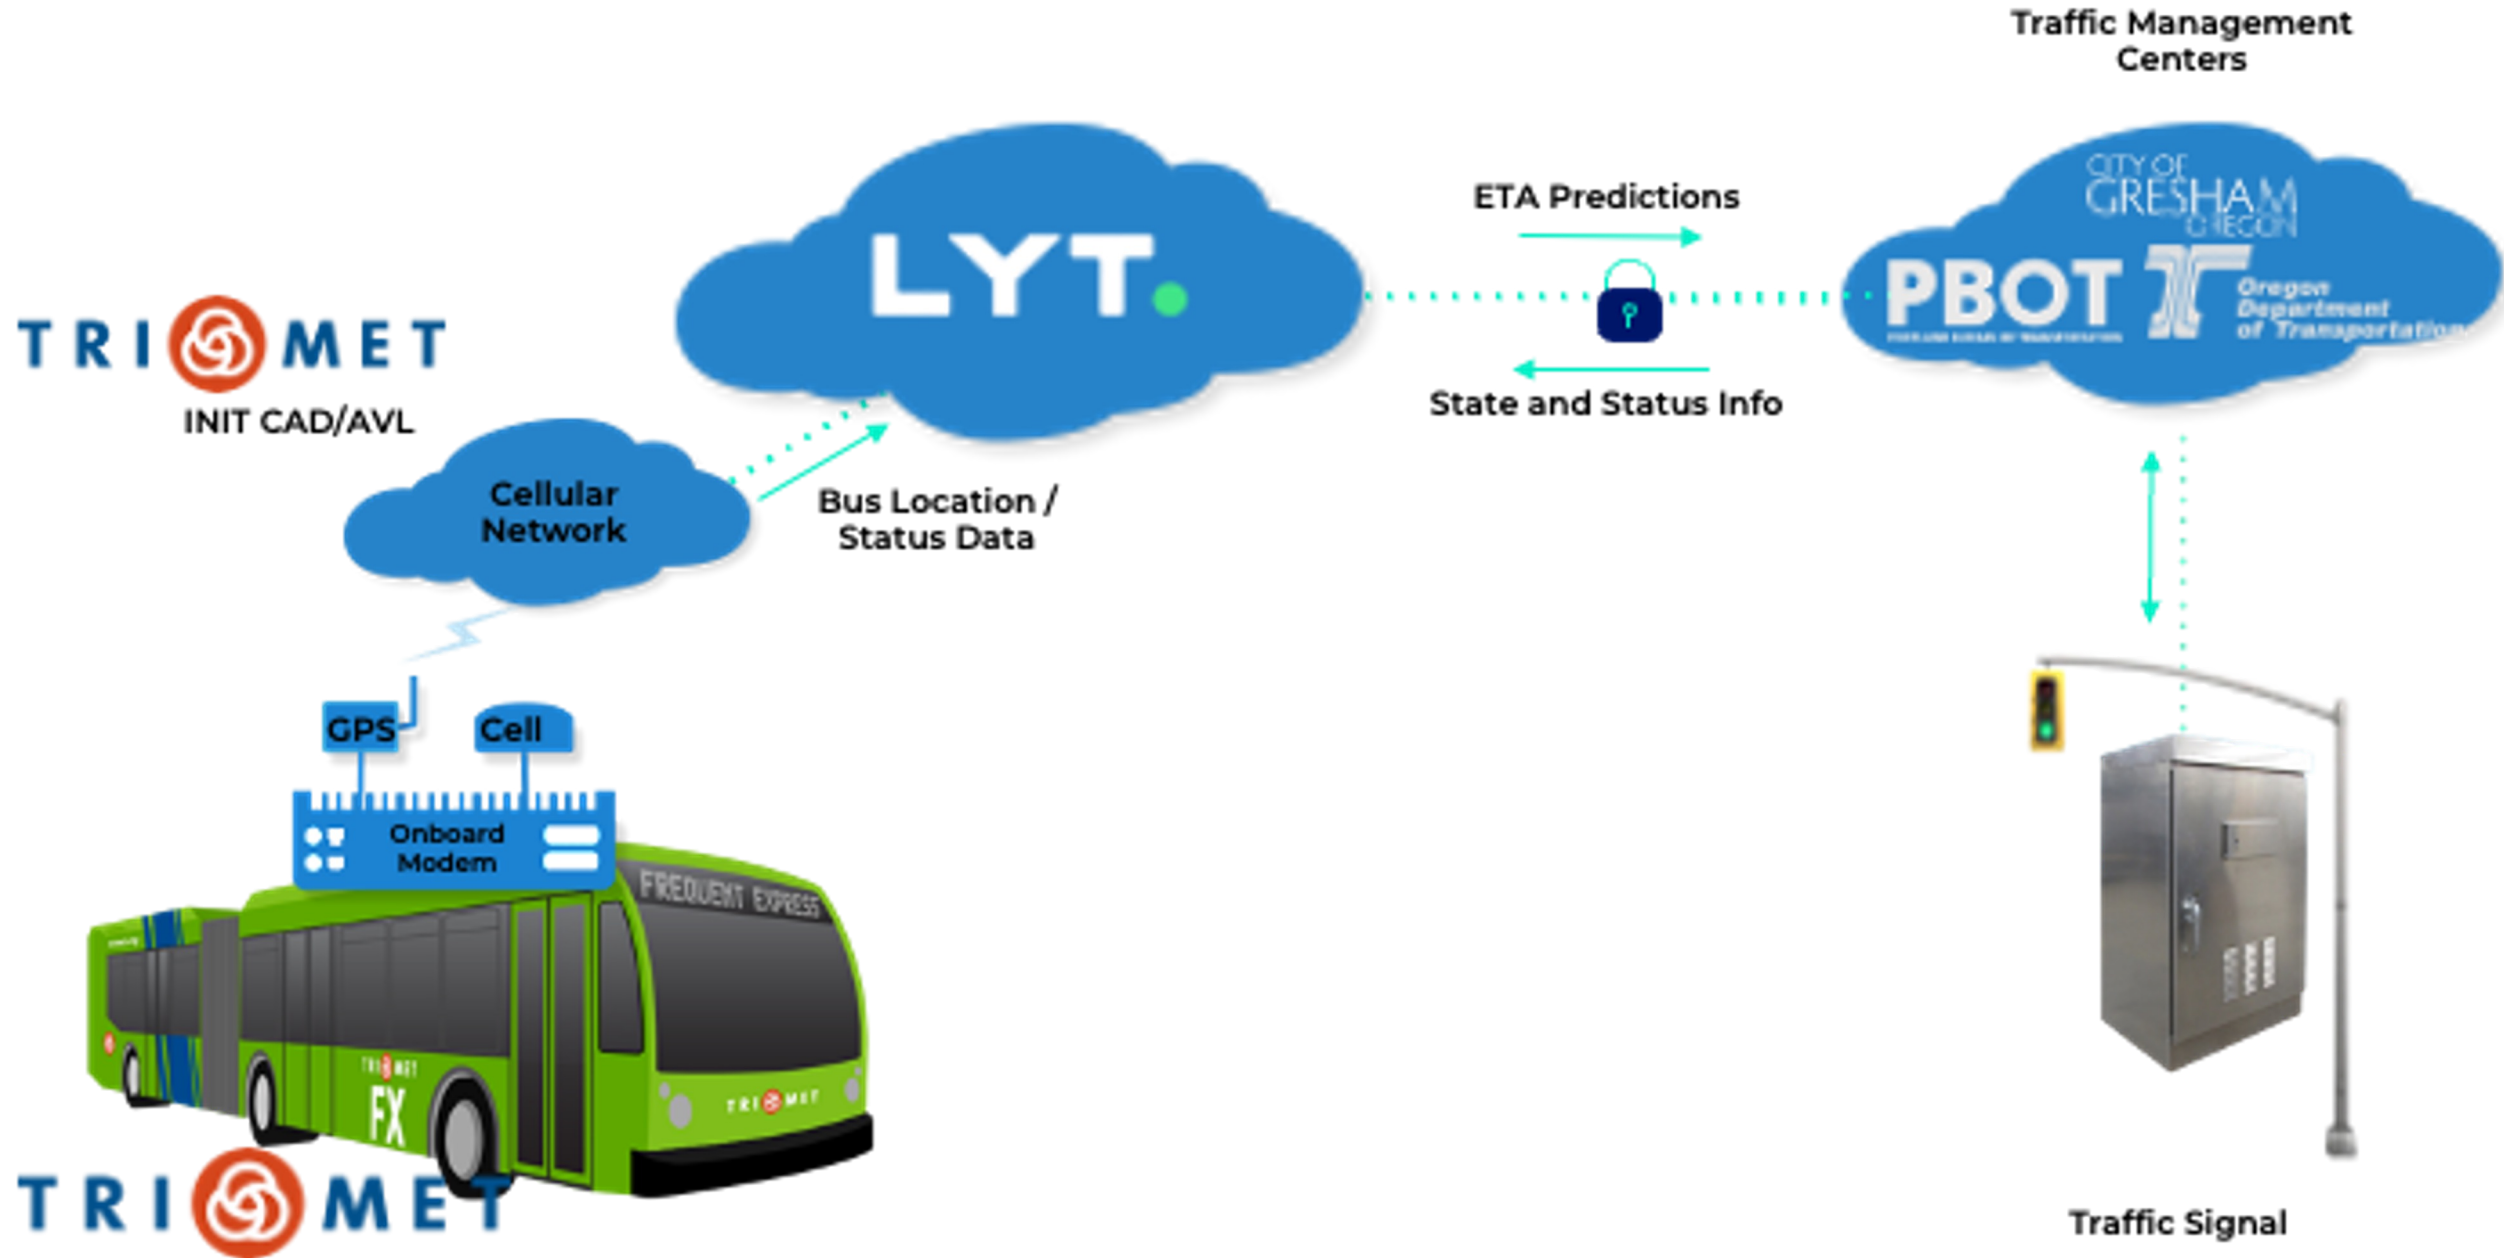 Traffic Management
Centers
CITY OF
GRESHAM
OREGON
LYT.
ETA Predictions
PBOT
Oregon
Department
of Transportation
TRIMET
INIT CAD/AVL
State and Status Info
Cellular
Network
Bus Location /
Status Data
GPS
Cell
Onboard
Modem
FREQUENT EXPRESS
TRIMET
FX
TRIMET
TRIMET
Traffic Signal